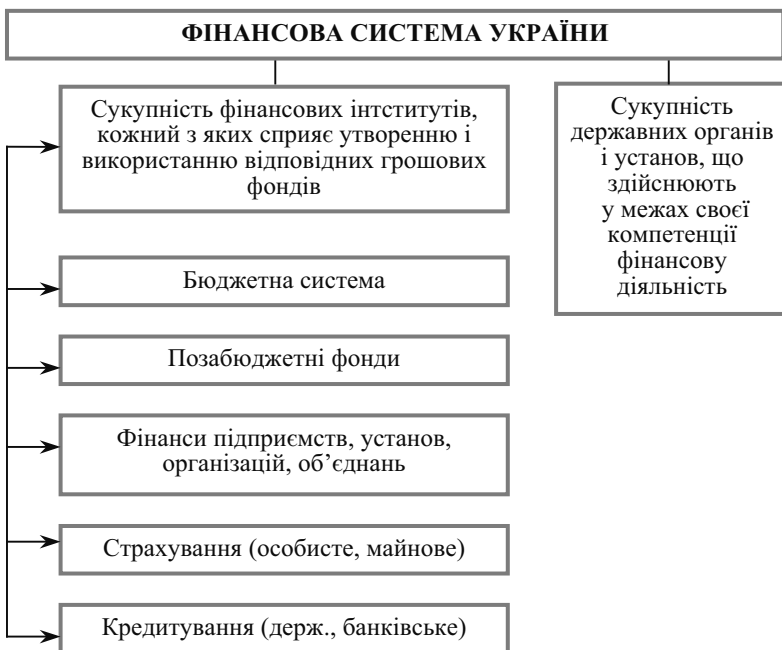 ФІНАНСОВА СИСТЕМА УКРАЇНИ
Сукупність фінансових інтститутів,
кожний з яких сприяє утворенню і
використанню відповідних грошових
фондів
Сукупність
державних органів
і установ, що
здійснюють
у межах своєї
компетенції
фінансову
діяльність
Бюджетна система
Позабюджетні фонди
Фінанси підприємств, установ,
організацій, об’єднань
Страхування (особисте, майнове)
Кредитування (держ., банківське)